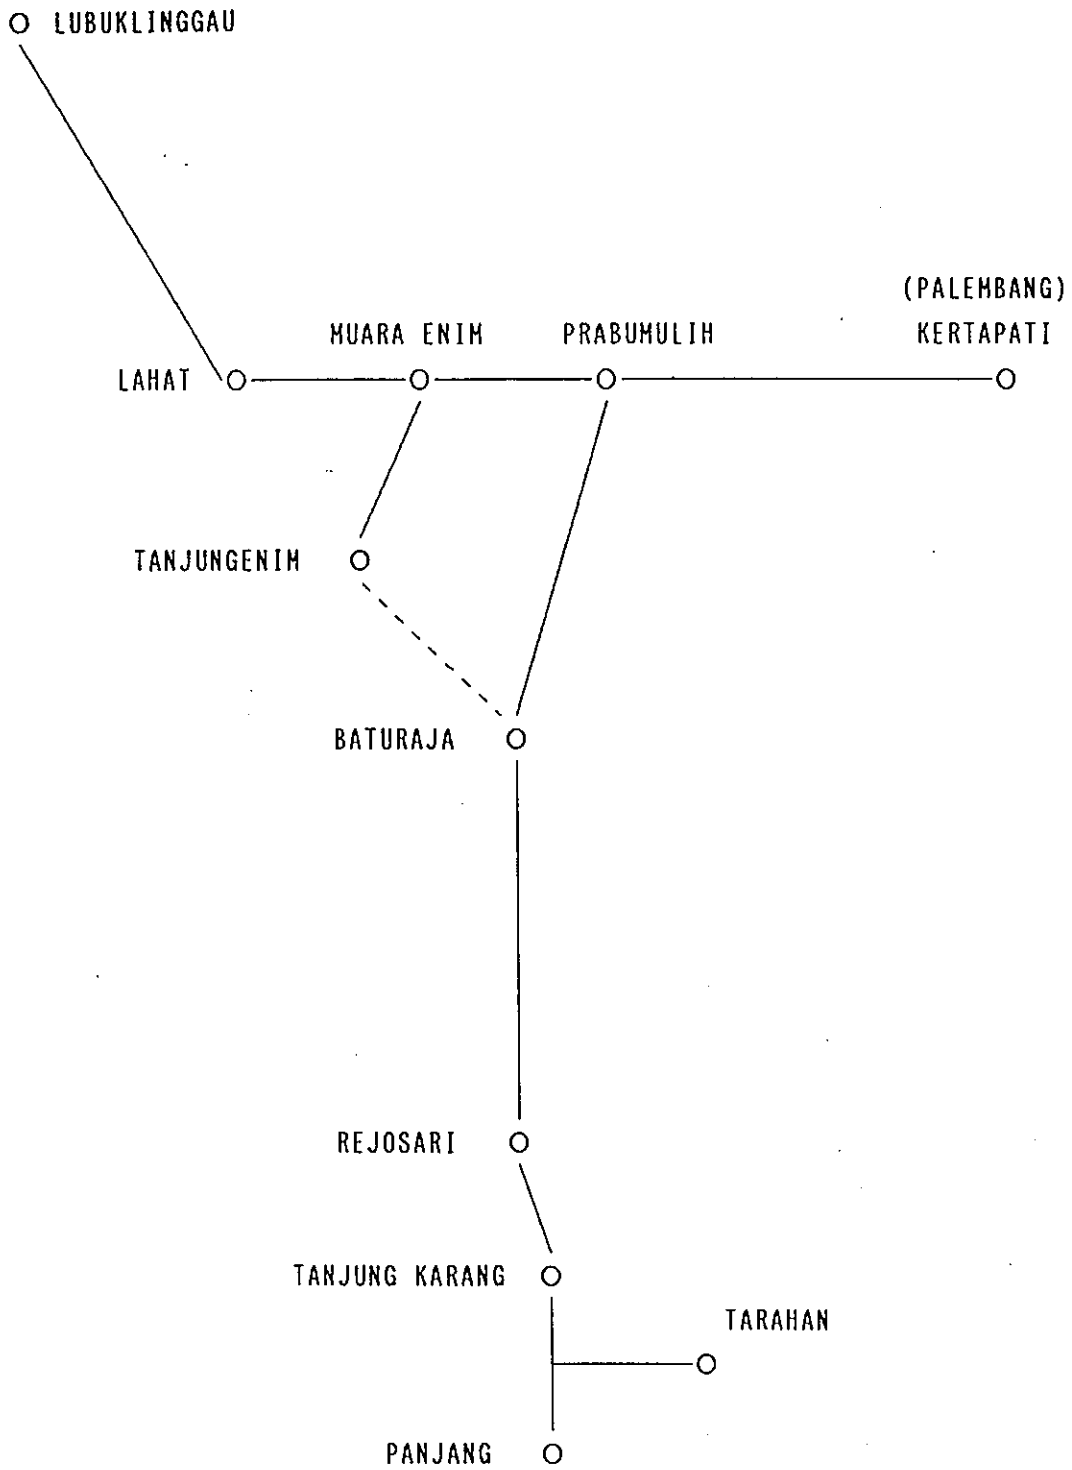 LUBUKLINGGAU
(PALEMBANG)
MUARA ENIM
PRABUMULIH
KERTAPATI
LAHAT
TANJUNGENIM
BATURAJA
REJOSARI
TANJUNG KARANG
TARAHAN
PANJANG